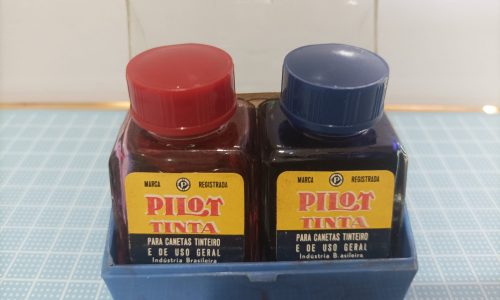 MARCA P REGISTRADA
PILOT
TINTA
PARA CANETAS TINTEIRO
E DE USO GERAL
Indústria Brasileira
MARCA P REGISTRADA
PILOT
TINTA
PARA CANETAS TINTEIRO
E DE USO GERAL
Indústria Brasileira